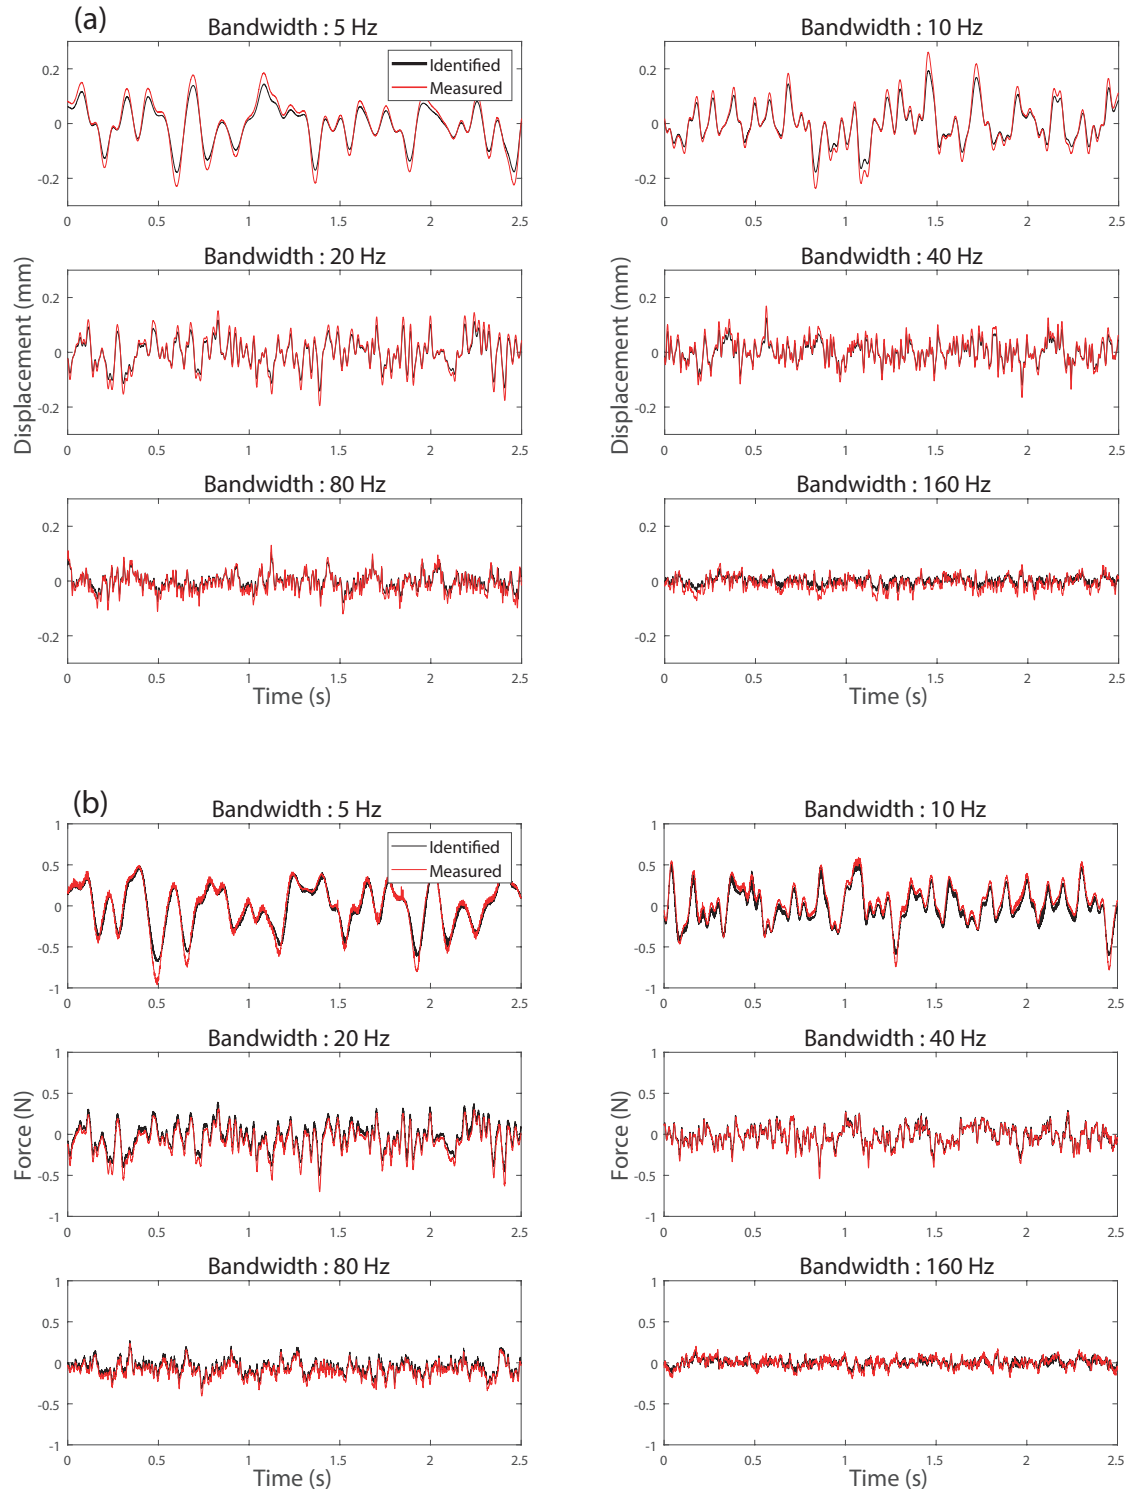 (a)
Bandwidth : 5 Hz
Identified
Measured
0.2
0
-0.2
0 0.5 1 1.5 2 2.5
Bandwidth : 10 Hz
0.2
0
-0.2
0 0.5 1 1.5 2 2.5
Bandwidth : 20 Hz
0.2
0
-0.2
0 0.5 1 1.5 2 2.5
Displacement (mm)
Bandwidth : 40 Hz
0.2
0
-0.2
0 0.5 1 1.5 2 2.5
Displacement (mm)
Bandwidth : 80 Hz
0.2
0
-0.2
0 0.5 1 1.5 2 2.5
Time (s)
Bandwidth : 160 Hz
0.2
0
-0.2
0 0.5 1 1.5 2 2.5
Time (s)
(b)
Bandwidth : 5 Hz
Identified
Measured
1
0.5
0
-0.5
-1
0 0.5 1 1.5 2 2.5
Bandwidth : 10 Hz
1
0.5
0
-0.5
-1
0 0.5 1 1.5 2 2.5
Bandwidth : 20 Hz
1
0.5
0
-0.5
-1
0 0.5 1 1.5 2 2.5
Force (N)
Bandwidth : 40 Hz
1
0.5
0
-0.5
-1
0 0.5 1 1.5 2 2.5
Force (N)
Bandwidth : 80 Hz
1
0.5
0
-0.5
-1
0 0.5 1 1.5 2 2.5
Time (s)
Bandwidth : 160 Hz
1
0.5
0
-0.5
-1
0 0.5 1 1.5 2 2.5
Time (s)